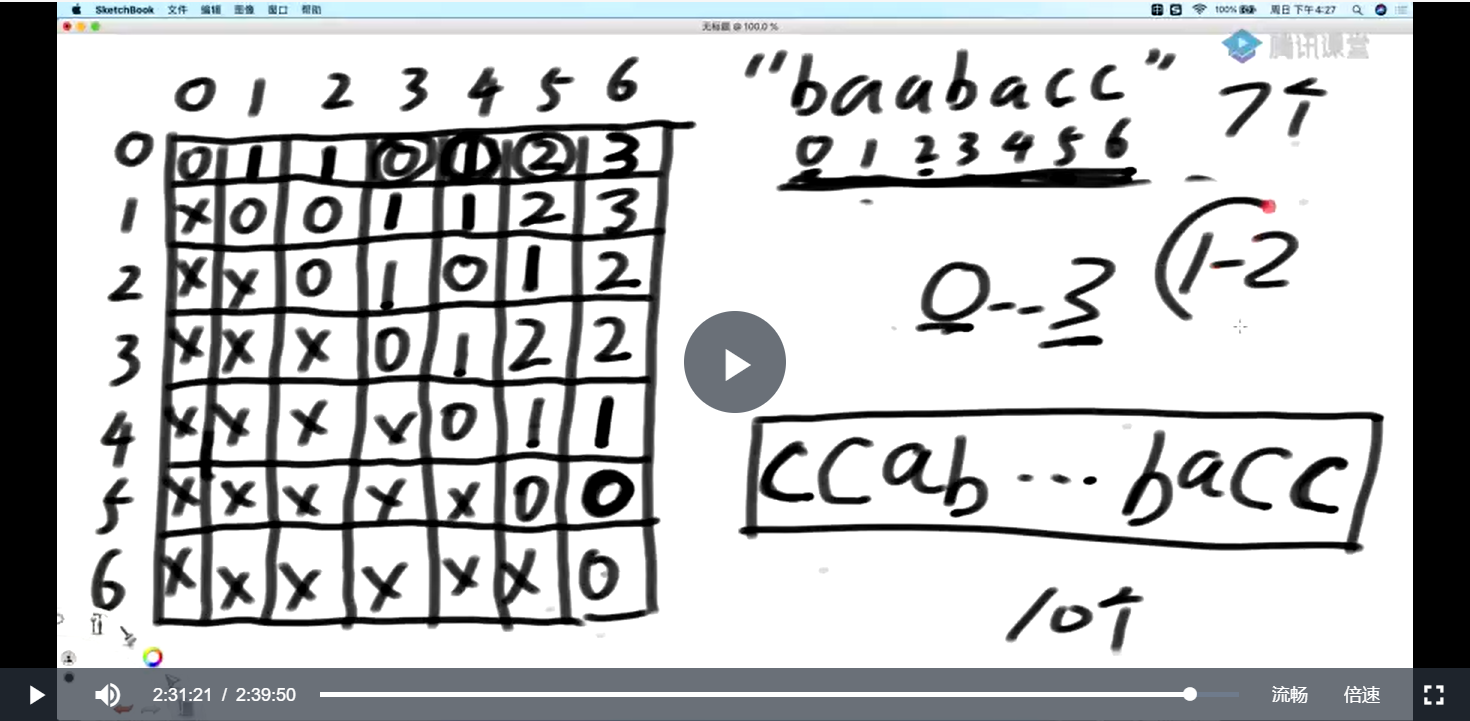 SketchBook 文件 编辑 图像 窗口 帮助 100% 周日 下午4:27
无标题 @ 100.0 %
腾讯课堂
0 1 2 3 4 5 6
0 0 1 1 0 1 2 3
1 x 0 0 1 1 2 3
2 x x 0 1 0 1 2
3 x x x 0 1 2 2
4 x x x x 0 1 1
5 x x x x x 0 0
6 x x x x x x 0
"baabacc" 7个
0 1 2 3 4 5 6
0--3 (1-2
ccab...bacc
10个
2:31:21 / 2:39:50 流畅 倍速